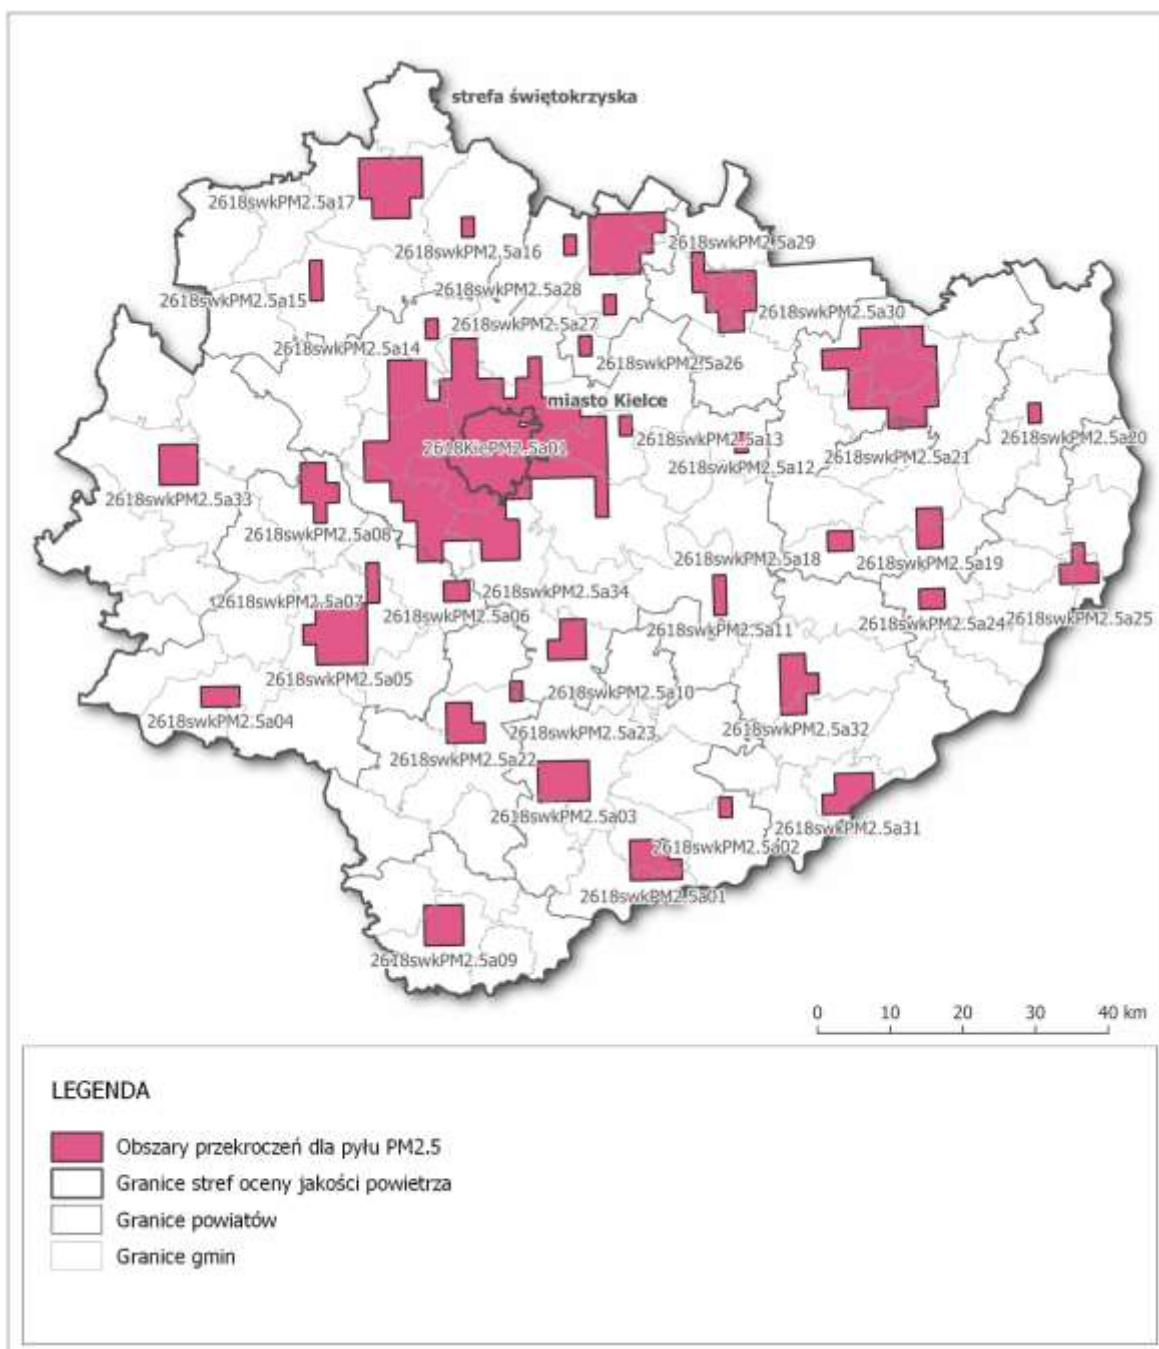 strefa świętokrzyska
2618swkPM2.5a17
2618swkPM2.5a16
2618swkPM2.5a29
2618swkPM2.5a28
2618swkPM2.5a15
2618swkPM2.5a30
2618swkPM2.5a27
2618swkPM2.5a14
2618swkPM2.5a26
miasto Kielce
2618KiePM2.5a01
2618swkPM2.5a13
2618swkPM2.5a20
2618swkPM2.5a12
2618swkPM2.5a21
2618swkPM2.5a33
2618swkPM2.5a08
2618swkPM2.5a18
2618swkPM2.5a19
2618swkPM2.5a34
2618swkPM2.5a07
2618swkPM2.5a06
2618swkPM2.5a11
2618swkPM2.5a24
2618swkPM2.5a25
2618swkPM2.5a05
2618swkPM2.5a10
2618swkPM2.5a04
2618swkPM2.5a23
2618swkPM2.5a32
2618swkPM2.5a22
2618swkPM2.5a03
2618swkPM2.5a31
2618swkPM2.5a02
2618swkPM2.5a01
2618swkPM2.5a09
0 10 20 30 40 km
LEGENDA
Obszary przekroczeń dla pyłu PM2.5
Granice stref oceny jakości powietrza
Granice powiatów
Granice gmin